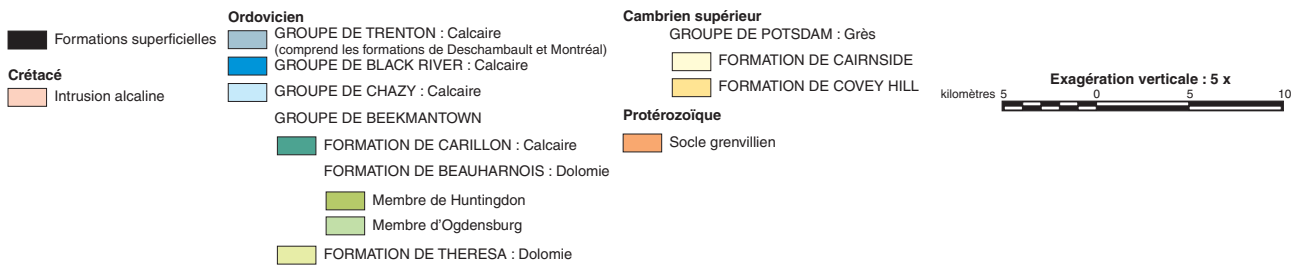 Formations superficielles
Crétacé
Intrusion alcaline
Ordovicien
GROUPE DE TRENTON : Calcaire
(comprend les formations de Deschambault et Montréal)
GROUPE DE BLACK RIVER : Calcaire
GROUPE DE CHAZY : Calcaire
GROUPE DE BEEKMANTOWN
FORMATION DE CARILLON : Calcaire
FORMATION DE BEAUHARNOIS : Dolomie
Membre de Huntingdon
Membre d'Ogdensburg
FORMATION DE THERESA : Dolomie
Cambrien supérieur
GROUPE DE POTSDAM : Grès
FORMATION DE CAIRNSIDE
FORMATION DE COVEY HILL
Protérozoïque
Socle grenvillien
Exagération verticale : 5 x
kilomètres 5 0 5 10